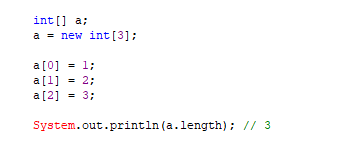 int[] a;
a = new int[3];
a[0] = 1;
a[1] = 2;
a[2] = 3;
System.out.println(a.length); // 3